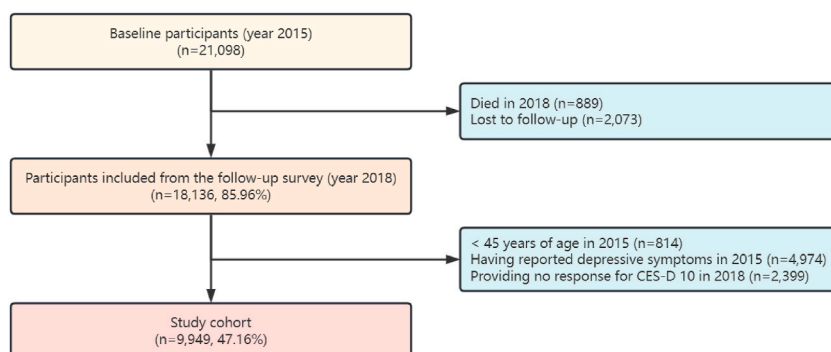 Baseline participants (year 2015)
(n=21,098)
Died in 2018 (n=889)
Lost to follow-up (n=2,073)
Participants included from the follow-up survey (year 2018)
(n=18,136, 85.96%)
< 45 years of age in 2015 (n=814)
Having reported depressive symptoms in 2015 (n=4,974)
Providing no response for CES-D 10 in 2018 (n=2,399)
Study cohort
(n=9,949, 47.16%)